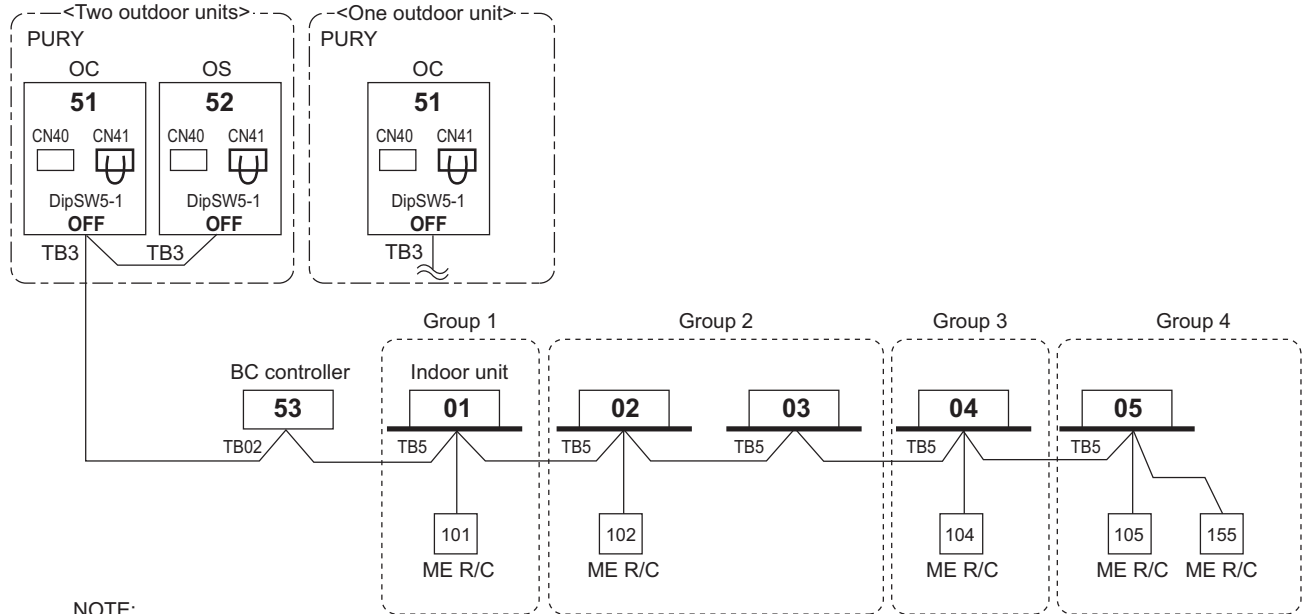 <Two outdoor units> <One outdoor unit>
PURY PURY
OC OS OC
51 52 51
CN40 CN41 CN40 CN41 CN40 CN41
DipSW5-1 DipSW5-1 DipSW5-1
OFF OFF OFF
TB3 TB3 TB3
Group 1 Group 2 Group 3 Group 4
BC controller Indoor unit
53 01 02 03 04 05
TB02 TB5 TB5 TB5 TB5 TB5
101 102 104 105 155
ME R/C ME R/C ME R/C ME R/C ME R/C
NOTE: